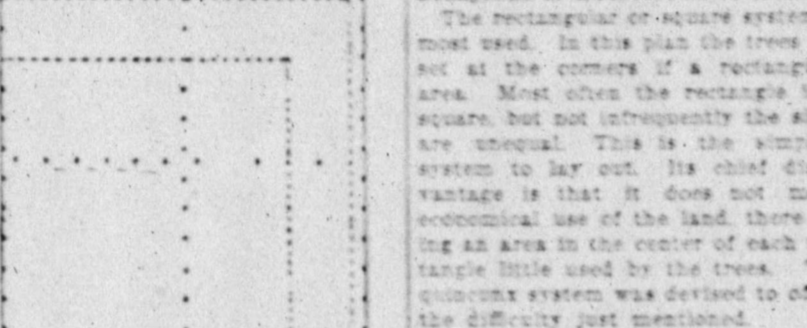 The rectangular or square system
most used. In this plan the trees
set at the corners if a rectang
area. Most often the rectangle
square, but not infrequently the s
are unequal. This is the simp
system to lay out. Its chief di
vantage is that it does not m
economical use of the land, there
ing an area in the center of each
tangle little used by the trees.
quincunx system was devised to o
the difficulty just mentioned.